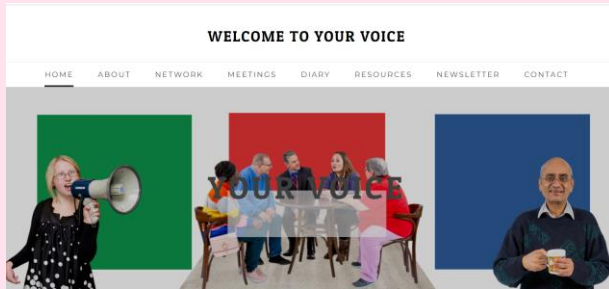 WELCOME TO YOUR VOICE
HOME ABOUT NETWORK MEETINGS DIARY RESOURCES NEWSLETTER CONTACT
YOUR VOICE